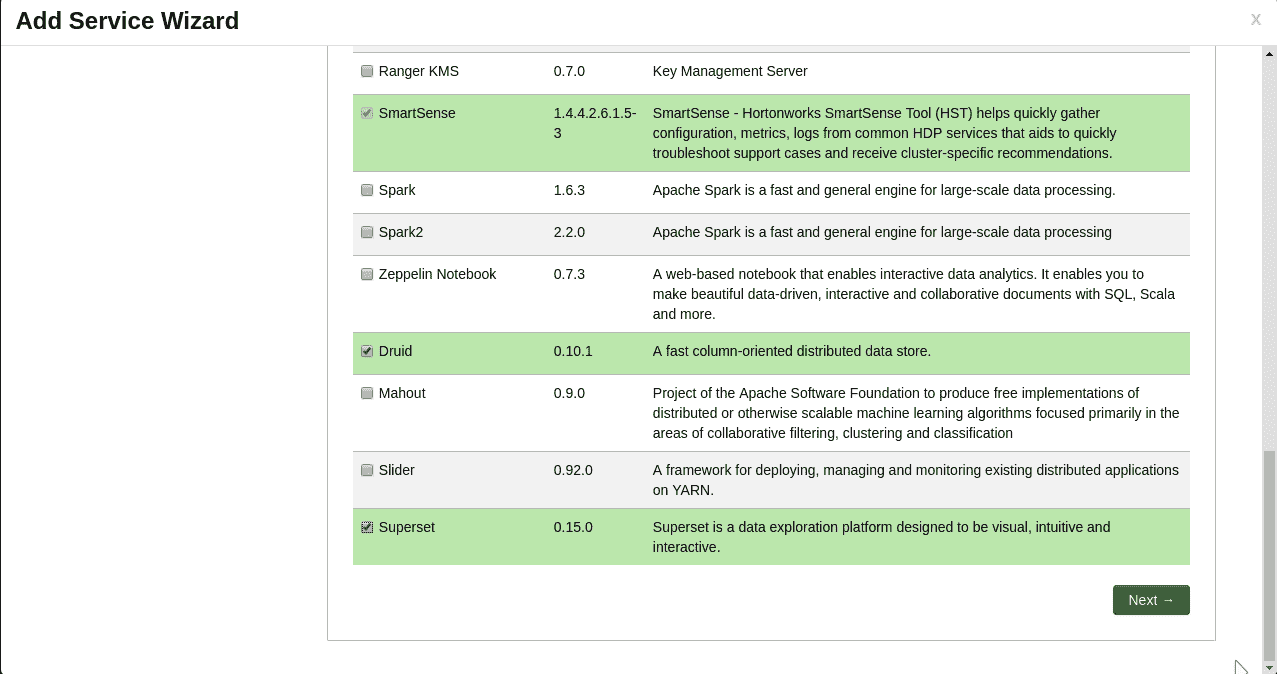 Add Service Wizard
x
Ranger KMS 0.7.0 Key Management Server
SmartSense 1.4.4.2.6.1.5- SmartSense - Hortonworks SmartSense Tool (HST) helps quickly gather
3 configuration, metrics, logs from common HDP services that aids to quickly
troubleshoot support cases and receive cluster-specific recommendations.
Spark 1.6.3 Apache Spark is a fast and general engine for large-scale data processing.
Spark2 2.2.0 Apache Spark is a fast and general engine for large-scale data processing
Zeppelin Notebook 0.7.3 A web-based notebook that enables interactive data analytics. It enables you to
make beautiful data-driven, interactive and collaborative documents with SQL, Scala
and more.
Druid 0.10.1 A fast column-oriented distributed data store.
Mahout 0.9.0 Project of the Apache Software Foundation to produce free implementations of
distributed or otherwise scalable machine learning algorithms focused primarily in the
areas of collaborative filtering, clustering and classification
Slider 0.92.0 A framework for deploying, managing and monitoring existing distributed applications
on YARN.
Superset 0.15.0 Superset is a data exploration platform designed to be visual, intuitive and
interactive.
Next →